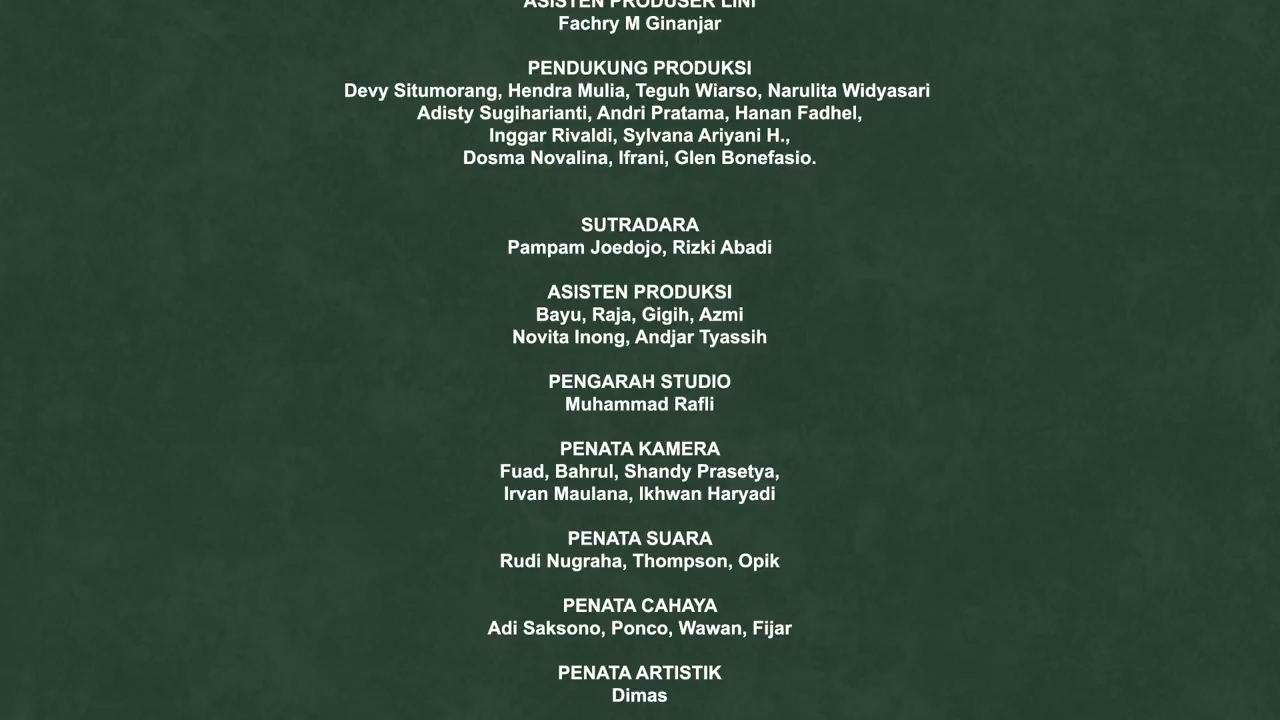 ASISTEN PRODUSER LINI
Fachry M Ginanjar
PENDUKUNG PRODUKSI
Devy Situmorang, Hendra Mulia, Teguh Wiarso, Narulita Widyasari
Adisty Sugiharianti, Andri Pratama, Hanan Fadhel,
Inggar Rivaldi, Sylvana Ariyani H.,
Dosma Novalina, Ifrani, Glen Bonefasio.
SUTRADARA
Pampam Joedojo, Rizki Abadi
ASISTEN PRODUKSI
Bayu, Raja, Gigih, Azmi
Novita Inong, Andjar Tyassih
PENGARAH STUDIO
Muhammad Rafli
PENATA KAMERA
Fuad, Bahrul, Shandy Prasetya,
Irvan Maulana, Ikhwan Haryadi
PENATA SUARA
Rudi Nugraha, Thompson, Opik
PENATA CAHAYA
Adi Saksono, Ponco, Wawan, Fijar
PENATA ARTISTIK
Dimas